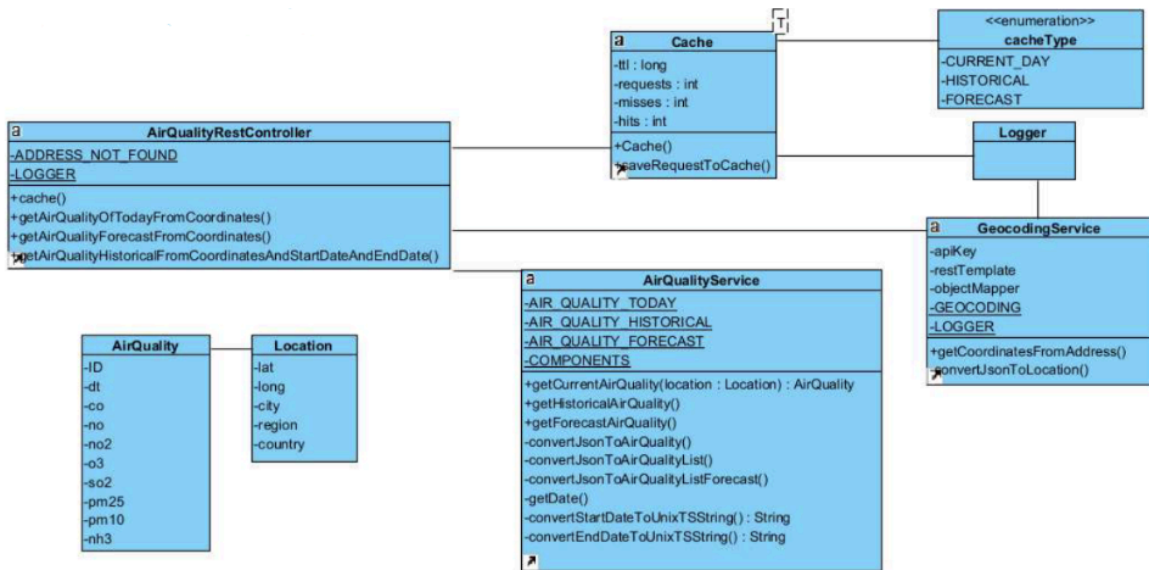 T
a
Cache
-ttl : long
-requests : int
-misses : int
-hits : int
+Cache()
+saveRequestToCache()
<<enumeration>>
cacheType
-CURRENT_DAY
-HISTORICAL
-FORECAST
a
AirQualityRestController
-ADDRESS_NOT_FOUND
-LOGGER
+cache()
+getAirQualityOfTodayFromCoordinates()
+getAirQualityForecastFromCoordinates()
+getAirQualityHistoricalFromCoordinatesAndStartDateAndEndDate()
Logger
a
GeocodingService
-apiKey
-restTemplate
-objectMapper
-GEOCODING
-LOGGER
+getCoordinatesFromAddress()
convertJsonToLocation()
a
AirQualityService
-AIR_QUALITY_TODAY
-AIR_QUALITY_HISTORICAL
-AIR_QUALITY_FORECAST
-COMPONENTS
+getCurrentAirQuality(location : Location) : AirQuality
+getHistoricalAirQuality()
+getForecastAirQuality()
-convertJsonToAirQuality()
-convertJsonToAirQualityList()
-convertJsonToAirQualityListForecast()
-getDate()
-convertStartDateToUnixTSString() : String
-convertEndDateToUnixTSString() : String
AirQuality
-ID
-dt
-co
-no
-no2
-o3
-so2
-pm25
-pm10
-nh3
Location
-lat
-long
-city
-region
-country